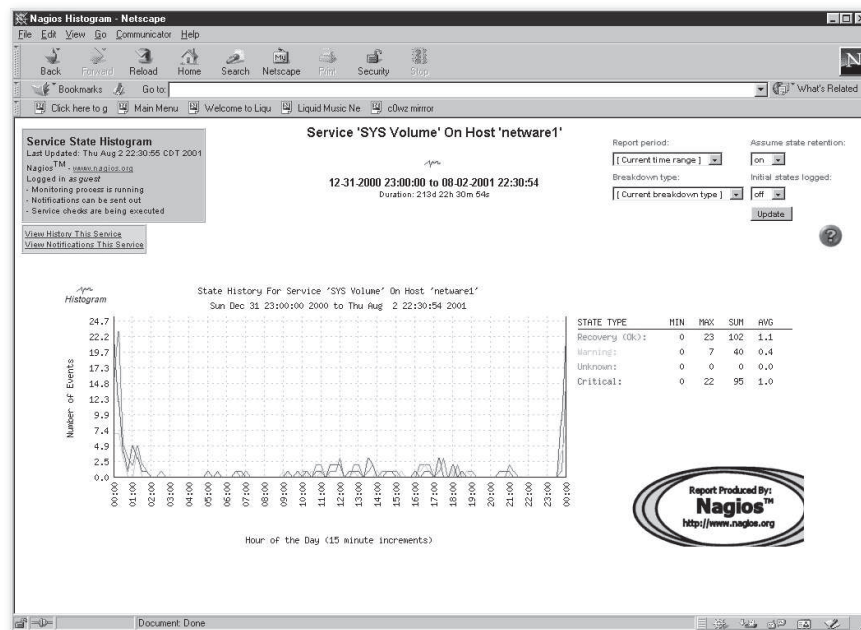 Nagios Histogram - Netscape
File Edit View Go Communicator Help
Back Forward Reload Home Search Netscape Print Security Stop
Bookmarks Go to: What's Related
Click here to g Main Menu Welcome to Liqu Liquid Music Ne c0wz mirror
Service State Histogram
Last Updated: Thu Aug 2 22:30:55 CDT 2001
Nagios™ - www.nagios.org
Logged in as guest
- Monitoring process is running
- Notifications can be sent out
- Service checks are being executed
View History This Service
View Notifications This Service
Service 'SYS Volume' On Host 'netware1'
12-31-2000 23:00:00 to 08-02-2001 22:30:54
Duration: 213d 22h 30m 54s
Report period: Assume state retention:
[ Current time range ] on
Breakdown type: Initial states logged:
[ Current breakdown type ] off
Update
?
Histogram
State History For Service 'SYS Volume' On Host 'netware1'
Sun Dec 31 23:00:00 2000 to Thu Aug 2 22:30:54 2001
Number of Events
24.7
22.2
19.7
17.3
14.8
12.3
9.9
7.4
4.9
2.5
0.0
00:00 01:00 02:00 03:00 04:00 05:00 06:00 07:00 08:00 09:00 10:00 11:00 12:00 13:00 14:00 15:00 16:00 17:00 18:00 19:00 20:00 21:00 22:00 23:00 00:00
Hour of the Day (15 minute increments)
STATE TYPE MIN MAX SUM AVG
Recovery (Ok): 0 23 102 1.1
Warning: 0 7 40 0.4
Unknown: 0 0 0 0.0
Critical: 0 22 95 1.0
Report Produced By:
Nagios™
http://www.nagios.org
Document: Done